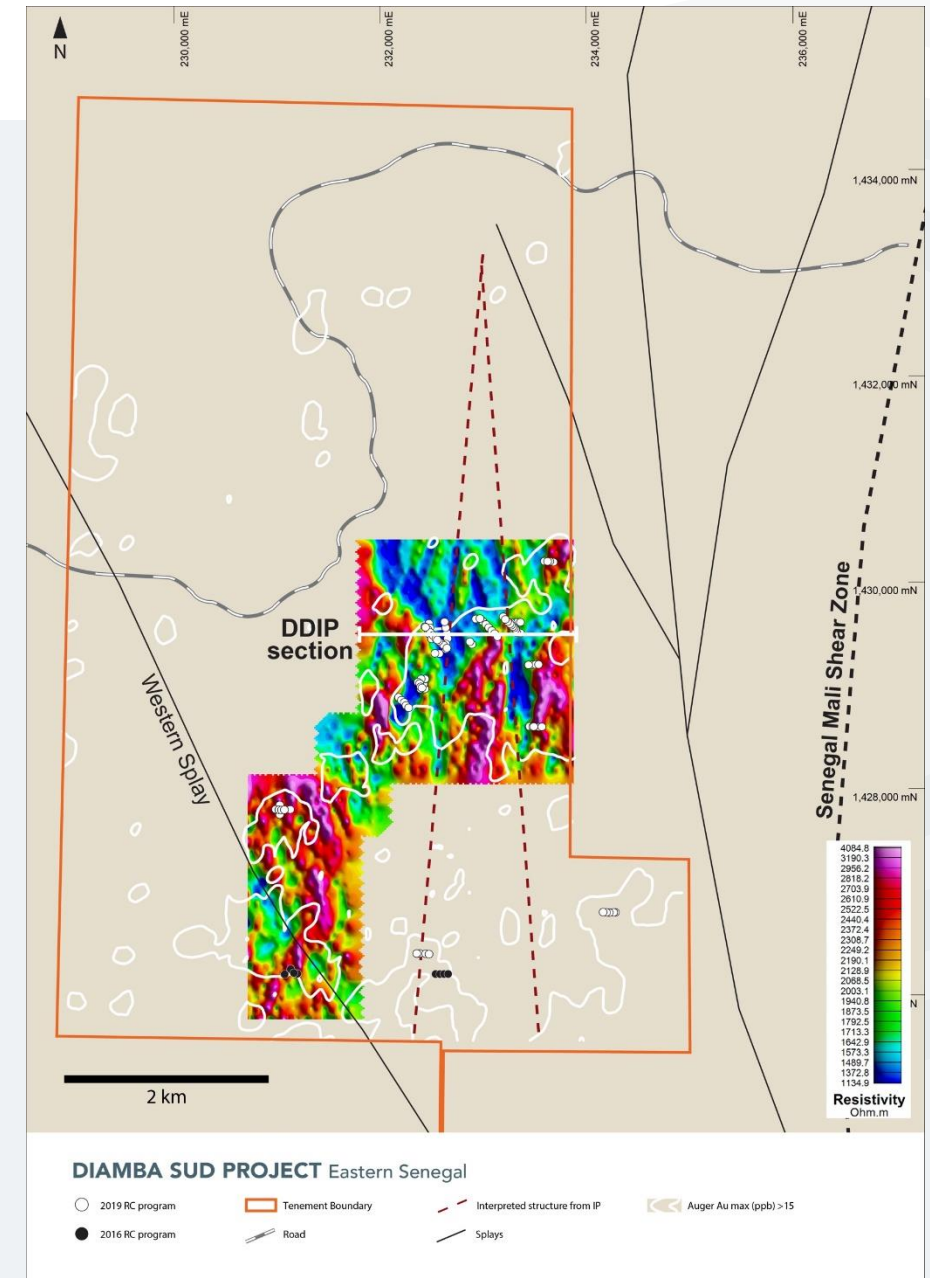 N
230,000 mE
232,000 mE
234,000 mE
236,000 mE
1,434,000 mN
1,432,000 mN
1,430,000 mN
DDIP
section
Western Splay
Senegal Mali Shear Zone
1,428,000 mN
4084.8
3190.3
2956.2
2818.2
2703.9
2610.9
2522.5
2440.4
2372.4
2308.7
2249.2
2190.1
2128.9
2068.5
2003.1
1940.8
1873.5
1792.5
1713.3
1642.9
1573.3
1489.7
1372.8
1134.9
N
Resistivity
Ohm.m
2 km
DIAMBA SUD PROJECT Eastern Senegal
2019 RC program
Tenement Boundary
Interpreted structure from IP
Auger Au max (ppb) >15
2016 RC program
Road
Splays